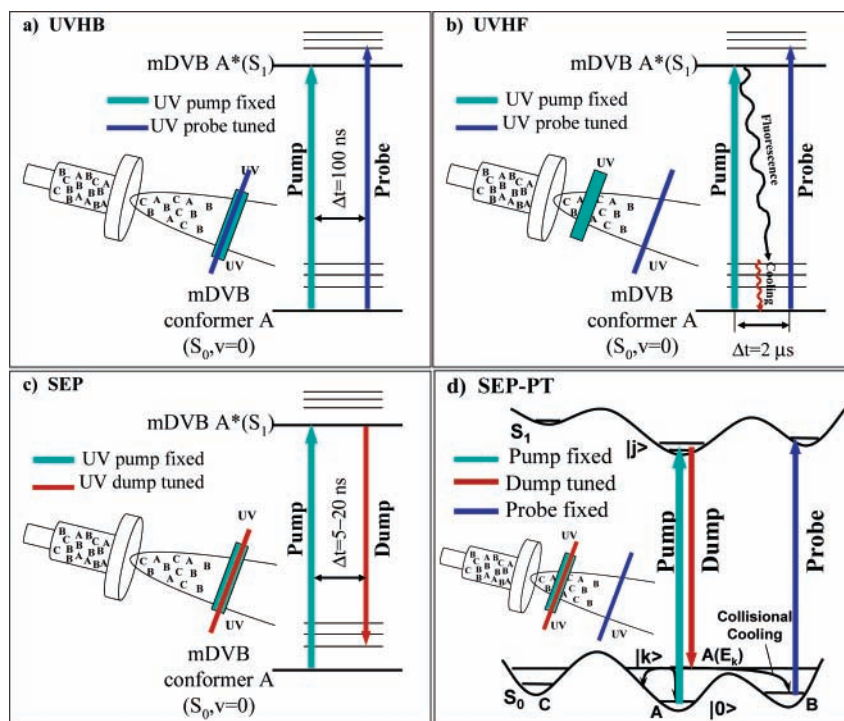 a) UVHB
mDVB A*(S₁)
UV pump fixed
UV probe tuned
Pump
Δt=100 ns
Probe
B
C
A
B
C
A
UV
UV
mDVB
conformer A
(S₀,v=0)
b) UVHF
mDVB A*(S₁)
UV pump fixed
UV probe tuned
Pump
Fluorescence
Cooling
Probe
UV
UV
mDVB
conformer A
(S₀,v=0)
Δt=2 μs
c) SEP
mDVB A*(S₁)
UV pump fixed
UV dump tuned
Pump
Δt=5–20 ns
Dump
UV
UV
mDVB
conformer A
(S₀,v=0)
d) SEP-PT
S₁
|j>
Pump fixed
Dump tuned
Probe fixed
Pump
Dump
Probe
UV
UV
Collisional
Cooling
|k>
A(Eₖ)
S₀
C
A
|0>
B